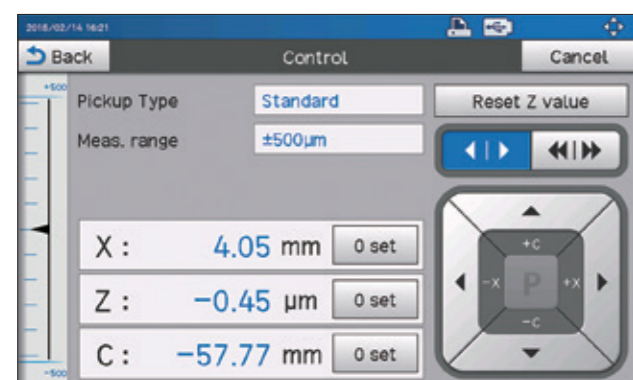 2016/02/14 16:21
Back
Control
Cancel
+500
Pickup Type
Standard
Reset Z value
Meas. range
±500µm
X :
4.05 mm
0 set
Z :
-0.45 µm
0 set
C :
-57.77 mm
0 set
-500
+C
-X
P
+X
-C